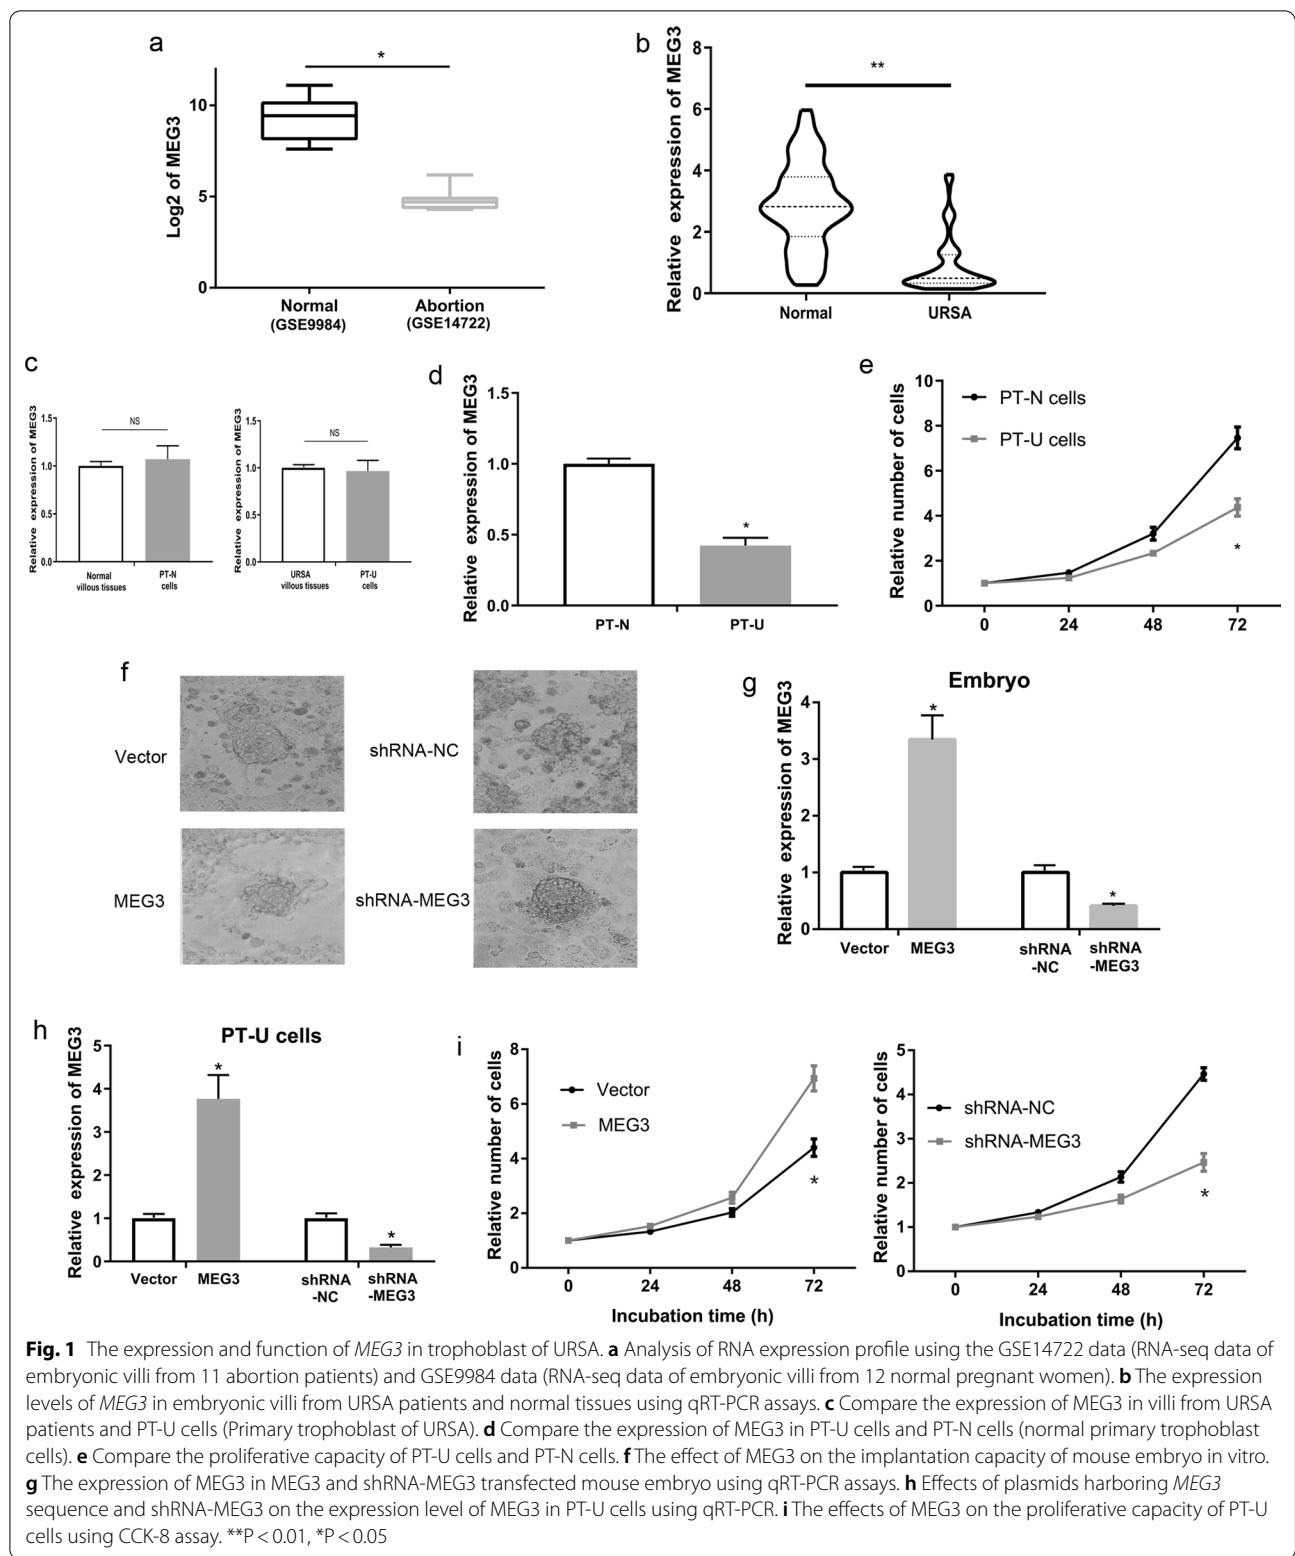 a
*
Log2 of MEG3
10
5
0
Normal
(GSE9984)
Abortion
(GSE14722)
b
**
Relative expression of MEG3
8
6
4
2
0
Normal
URSA
c
Relative expression of MEG3
1.5
1.0
0.5
0.0
NS
Normal
villous tissues
PT-N
cells
Relative expression of MEG3
1.5
1.0
0.5
0.0
NS
URSA
villous tissues
PT-U
cells
d
Relative expression of MEG3
1.5
1.0
0.5
0.0
*
PT-N
PT-U
e
Relative number of cells
10
8
6
4
2
0
PT-N cells
PT-U cells
*
0
24
48
72
f
Vector
shRNA-NC
MEG3
shRNA-MEG3
g
Embryo
Relative expression of MEG3
4
3
2
1
0
*
*
Vector
MEG3
shRNA
-NC
shRNA
-MEG3
h
PT-U cells
Relative expression of MEG3
5
4
3
2
1
0
*
*
Vector
MEG3
shRNA
-NC
shRNA
-MEG3
i
Relative number of cells
8
6
4
2
0
Vector
MEG3
*
0
24
48
72
Incubation time (h)
Relative number of cells
5
4
3
2
1
0
shRNA-NC
shRNA-MEG3
*
0
24
48
72
Incubation time (h)
Fig. 1 The expression and function of MEG3 in trophoblast of URSA. a Analysis of RNA expression profile using the GSE14722 data (RNA-seq data of
embryonic villi from 11 abortion patients) and GSE9984 data (RNA-seq data of embryonic villi from 12 normal pregnant women). b The expression
levels of MEG3 in embryonic villi from URSA patients and normal tissues using qRT-PCR assays. c Compare the expression of MEG3 in villi from URSA
patients and PT-U cells (Primary trophoblast of URSA). d Compare the expression of MEG3 in PT-U cells and PT-N cells (normal primary trophoblast
cells). e Compare the proliferative capacity of PT-U cells and PT-N cells. f The effect of MEG3 on the implantation capacity of mouse embryo in vitro.
g The expression of MEG3 in MEG3 and shRNA-MEG3 transfected mouse embryo using qRT-PCR assays. h Effects of plasmids harboring MEG3
sequence and shRNA-MEG3 on the expression level of MEG3 in PT-U cells using qRT-PCR. i The effects of MEG3 on the proliferative capacity of PT-U
cells using CCK-8 assay. **P < 0.01, *P < 0.05